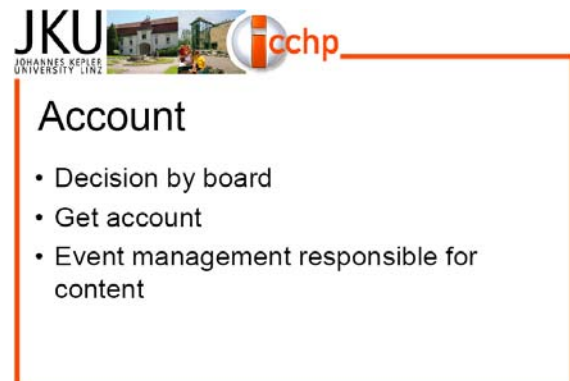 JKU
JOHANNES KEPLER
UNIVERSITY LINZ
icchp
Account
• Decision by board
• Get account
• Event management responsible for
content